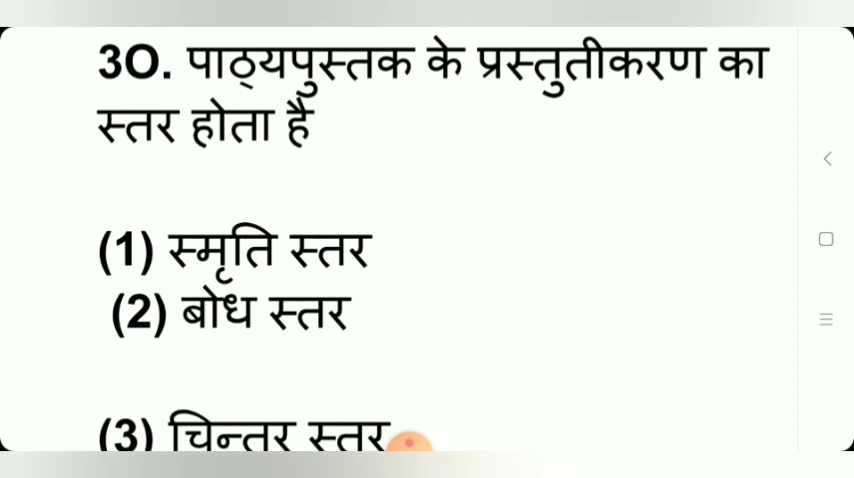 30. पाठ्यपुस्तक के प्रस्तुतीकरण का
स्तर होता है
(1) स्मृति स्तर
(2) बोध स्तर
(3) चिन्तर स्तर